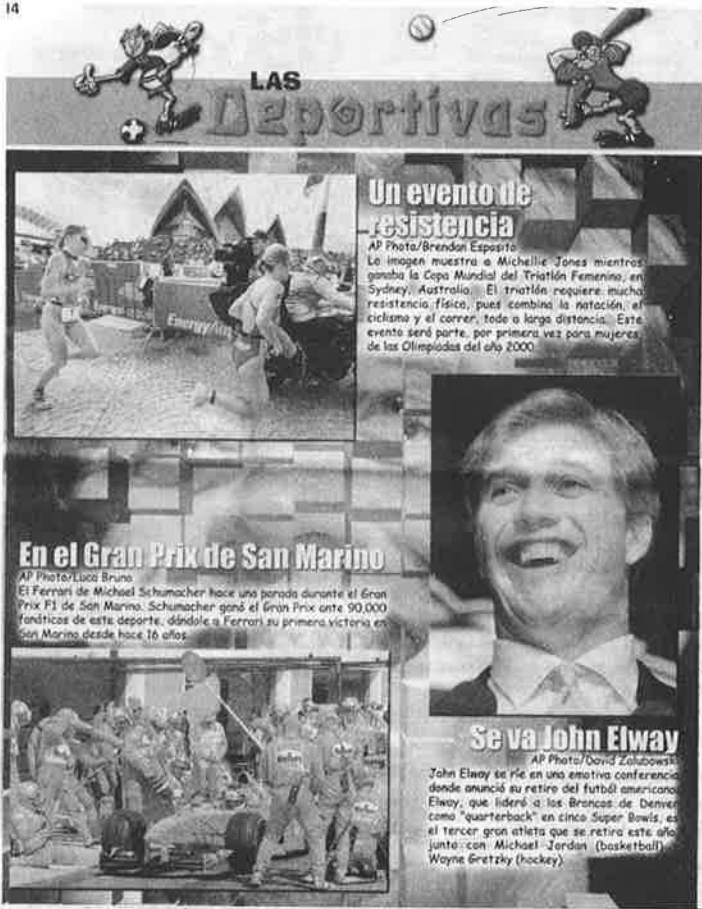 14
LAS
Deportivas
Un evento de
resistencia
AP Photo/Brendan Esposito
La imagen muestra a Michellie Jones mientras
ganaba la Copa Mundial del Triatlón Femenino, en
Sydney, Australia. El triatlón requiere mucha
resistencia física, pues combina la natación, el
ciclismo y el correr, todo a larga distancia. Este
evento será parte, por primera vez para mujeres,
de las Olimpiadas del año 2000.
En el Gran Prix de San Marino
AP Photo/Luca Bruno
El Ferrari de Michael Schumacher hace una parada durante el Gran
Prix F1 de San Marino. Schumacher ganó el Gran Prix ante 90,000
fanáticos de este deporte, dándole a Ferrari su primera victoria en
San Marino desde hace 16 años.
Se va John Elway
AP Photo/David Zalubowski
John Elway se ríe en una emotiva conferencia
donde anunció su retiro del futból americano.
Elway, que lideró a los Broncos de Denver
como "quarterback" en cinco Super Bowls, es
el tercer gran atleta que se retira este año,
junto con Michael Jordan (basketball)
Wayne Gretzky (hockey).